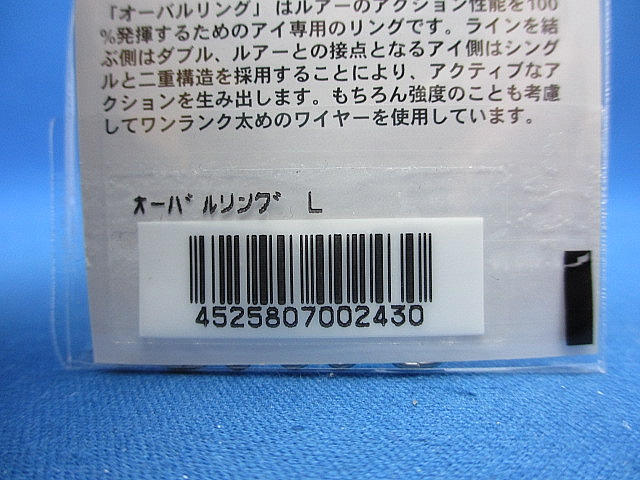 「オーバルリング」はルアーのアクション性能を100
%発揮するためのアイ専用のリングです。ラインを結
ぶ側はダブル、ルアーとの接点となるアイ側はシング
ルと二重構造を採用することにより、アクティブなア
クションを生み出します。もちろん強度のことも考慮
してワンランク太めのワイヤーを使用しています。
ｵｰﾊﾞﾙﾘﾝｸﾞ L
4525807002430